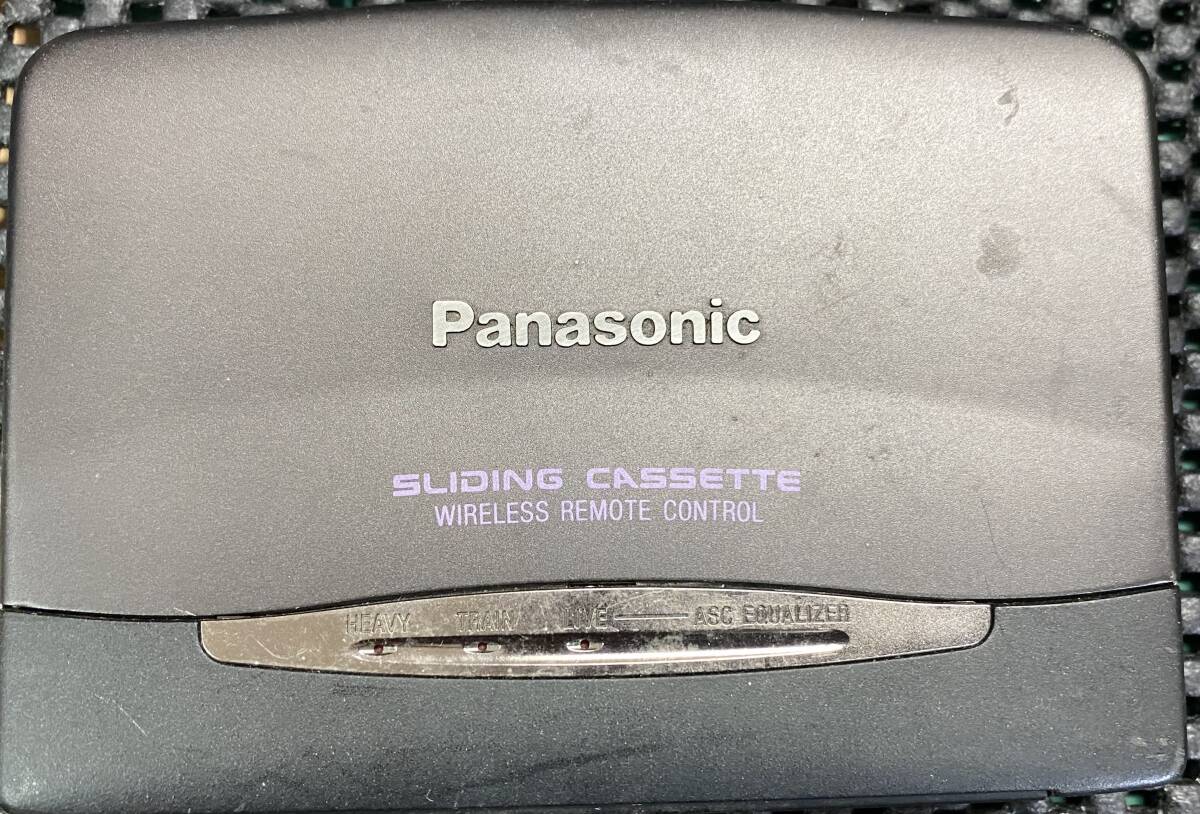 Panasonic
SLIDING CASSETTE
WIRELESS REMOTE CONTROL
HEAVY TRAIN LIVE ASC EQUALIZER